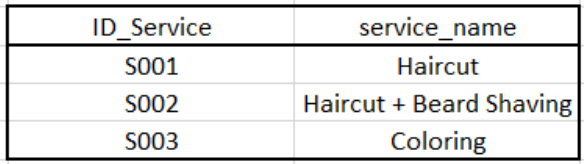 ID_Service service_name
S001 Haircut
S002 Haircut + Beard Shaving
S003 Coloring